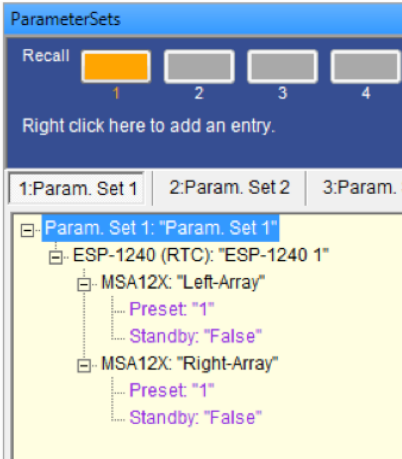 ParameterSets
Recall
1 2 3 4
Right click here to add an entry.
1:Param. Set 1 2:Param. Set 2 3:Param.
Param. Set 1: "Param. Set 1"
ESP-1240 (RTC): "ESP-1240 1"
MSA12X: "Left-Array"
Preset: "1"
Standby: "False"
MSA12X: "Right-Array"
Preset: "1"
Standby: "False"